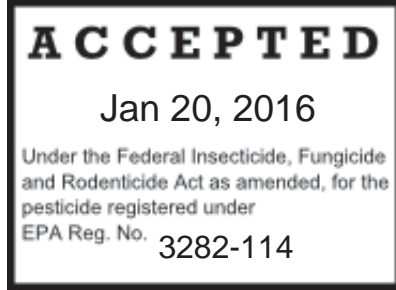 ACCEPTED
Jan 20, 2016
Under the Federal Insecticide, Fungicide
and Rodenticide Act as amended, for the
pesticide registered under
EPA Reg. No. 3282-114